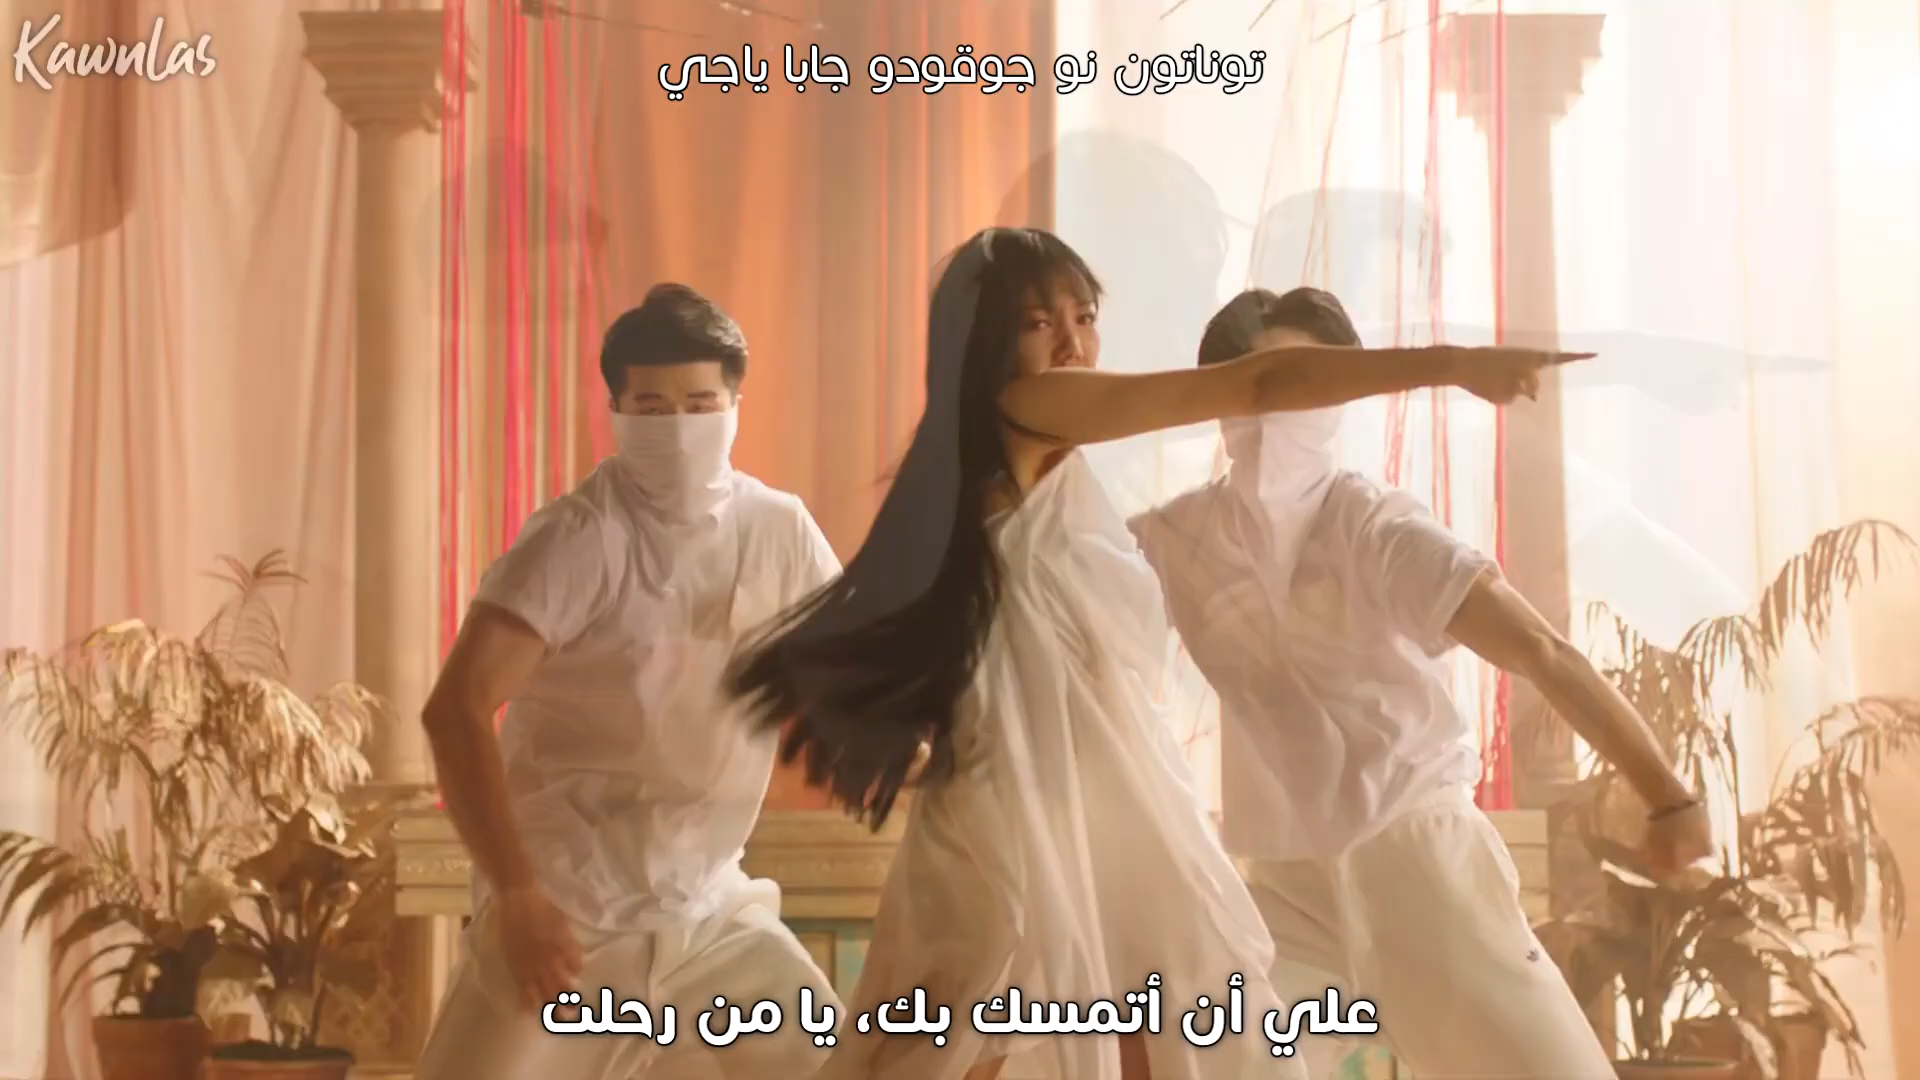 KawnLas
توناتون نو جوقودو جابا ياجي
علي أن أتمسك بك، يا من رحلت